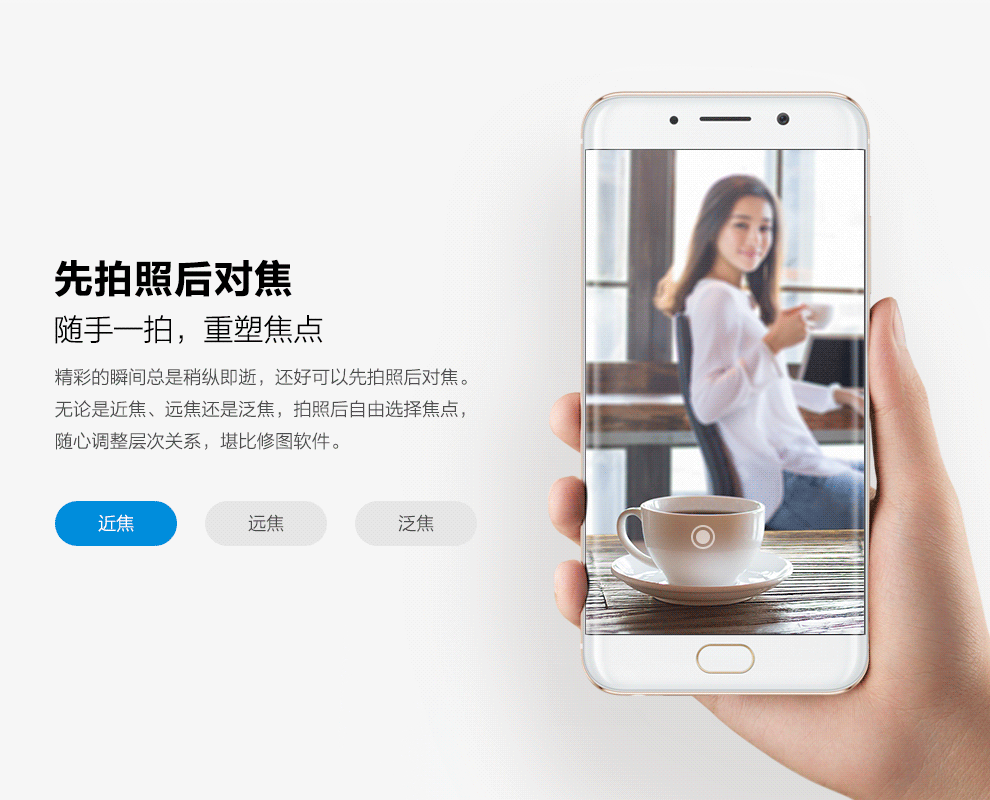 先拍照后对焦
随手一拍，重塑焦点
精彩的瞬间总是稍纵即逝，还好可以先拍照后对焦。
无论是近焦、远焦还是泛焦，拍照后自由选择焦点，
随心调整层次关系，堪比修图软件。
近焦
远焦
泛焦